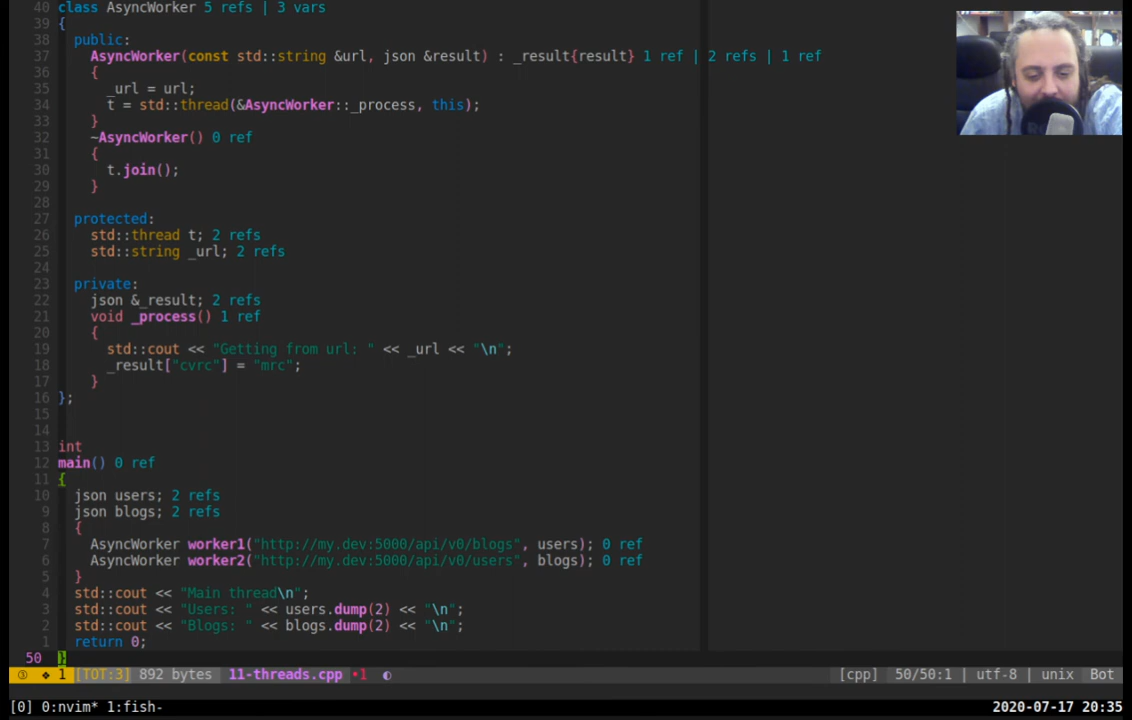 40 class AsyncWorker 5 refs | 3 vars
39 {
38 public:
37 AsyncWorker(const std::string &url, json &result) : _result{result} 1 ref | 2 refs | 1 ref
36 {
35 _url = url;
34 t = std::thread(&AsyncWorker::_process, this);
33 }
32 ~AsyncWorker() 0 ref
31 {
30 t.join();
29 }
28
27 protected:
26 std::thread t; 2 refs
25 std::string _url; 2 refs
24
23 private:
22 json &_result; 2 refs
21 void _process() 1 ref
20 {
19 std::cout << "Getting from url: " << _url << "\n";
18 _result["cvrc"] = "mrc";
17 }
16 };
15
14
13 int
12 main() 0 ref
11 {
10 json users; 2 refs
9 json blogs; 2 refs
8 {
7 AsyncWorker worker1("http://my.dev:5000/api/v0/blogs", users); 0 ref
6 AsyncWorker worker2("http://my.dev:5000/api/v0/users", blogs); 0 ref
5 }
4 std::cout << "Main thread\n";
3 std::cout << "Users: " << users.dump(2) << "\n";
2 std::cout << "Blogs: " << blogs.dump(2) << "\n";
1 return 0;
50 }
③ ❖ 1 [TOT:3] 892 bytes 11-threads.cpp •1 ◐ [cpp] 50/50:1 | utf-8 | unix Bot
[0] 0:nvim* 1:fish- 2020-07-17 20:35